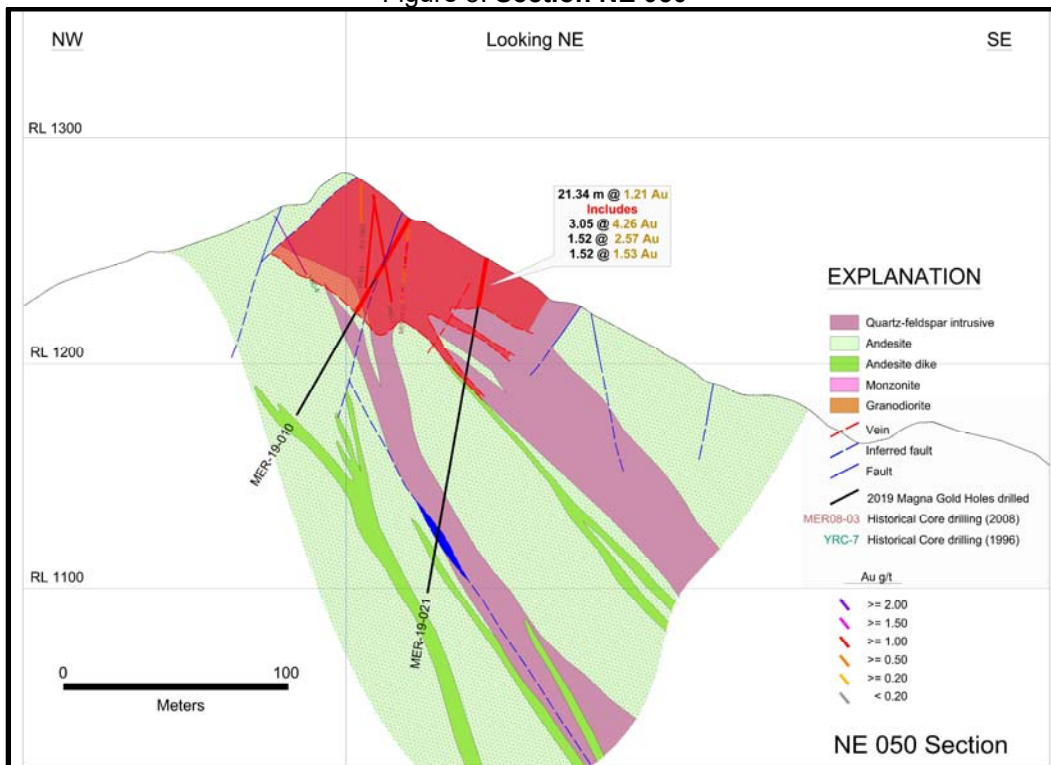 Figure 3. Section NE 050
NW
Looking NE
SE
RL 1300
21.34 m @ 1.21 Au
Includes
3.05 @ 4.26 Au
1.52 @ 2.57 Au
1.52 @ 1.53 Au
EXPLANATION
Quartz-feldspar intrusive
Andesite
Andesite dike
Monzonite
Granodiorite
Vein
Inferred fault
Fault
2019 Magna Gold Holes drilled
MER08-03 Historical Core drilling (2008)
YRC-7 Historical Core drilling (1996)
RL 1200
MER-19-010
RL 1100
MER-19-021
Au g/t
>= 2.00
>= 1.50
>= 1.00
>= 0.50
>= 0.20
< 0.20
0
100
Meters
NE 050 Section